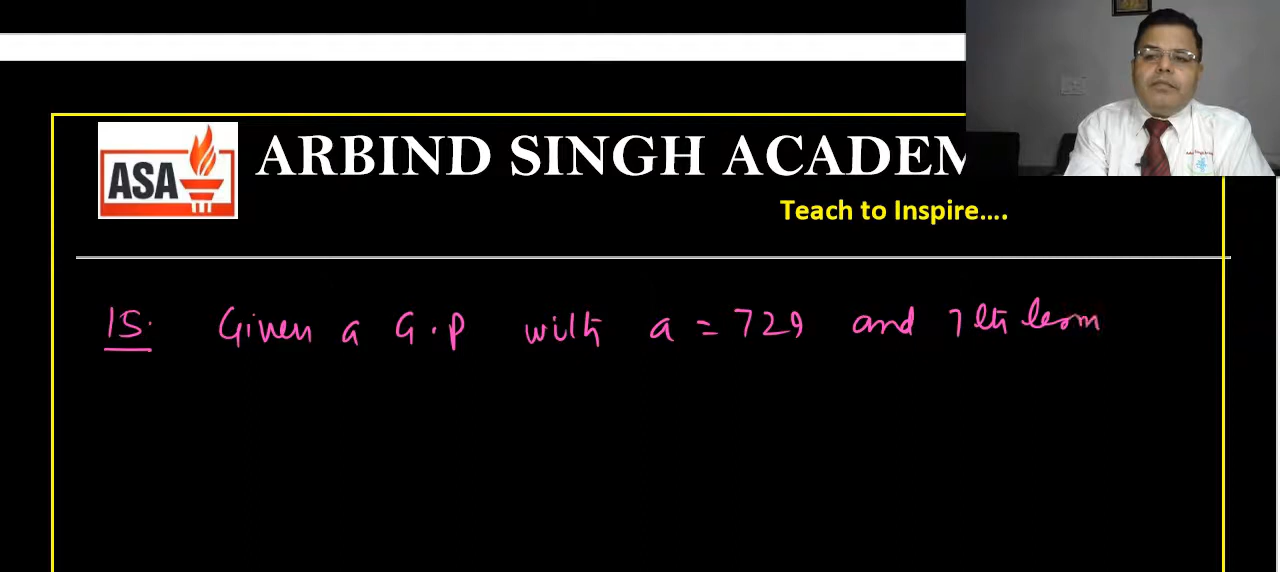 ASA
ARBIND SINGH ACADEM
Teach to Inspire....
15. Given a G.P with a = 729 and 7th term